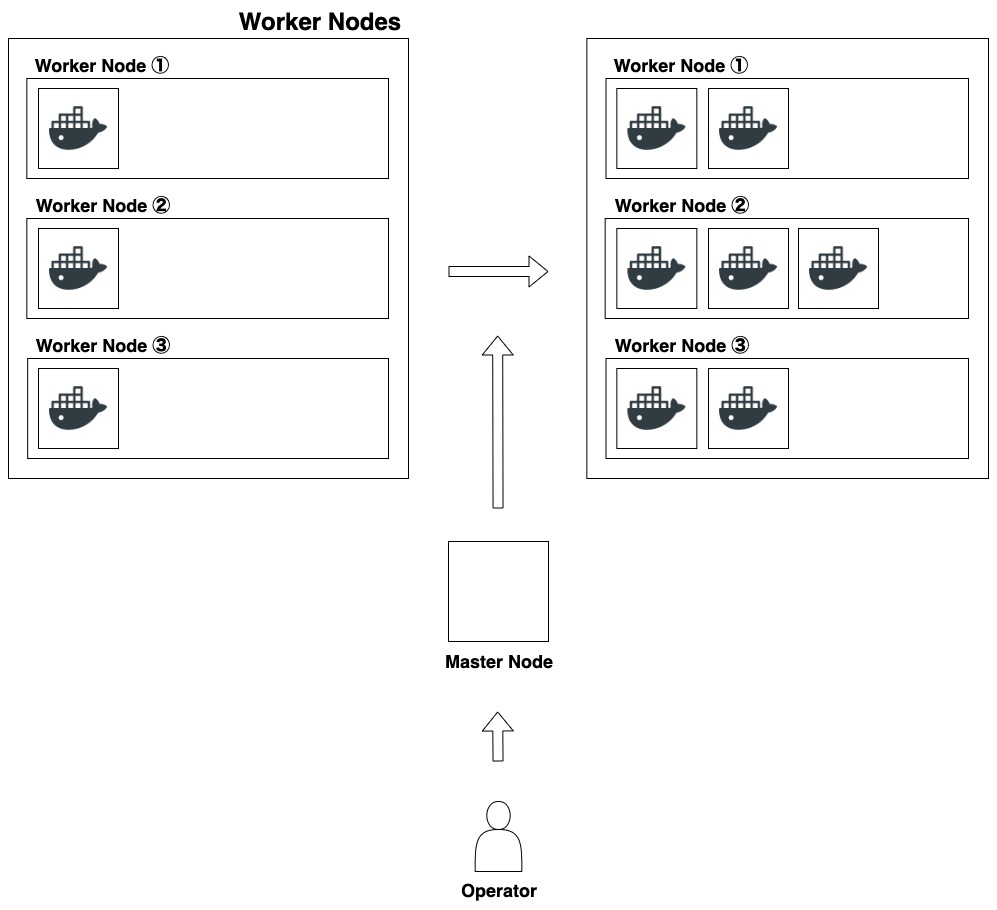 Worker Nodes
Worker Node ①
Worker Node ②
Worker Node ③
Worker Node ①
Worker Node ②
Worker Node ③
Master Node
Operator